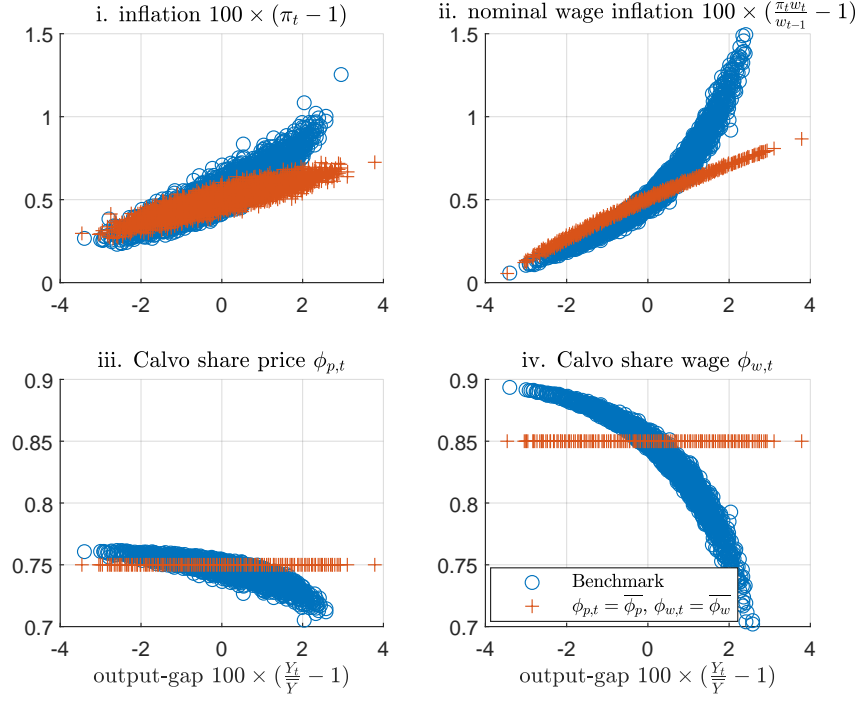 i. inflation 100 × (π_t − 1)
1.5
1
0.5
0
-4 -2 0 2 4
ii. nominal wage inflation 100 × (π_t w_t / w_{t−1} − 1)
1.5
1
0.5
0
-4 -2 0 2 4
iii. Calvo share price ϕ_{p,t}
0.9
0.85
0.8
0.75
0.7
-4 -2 0 2 4
output-gap 100 × (Y_t / \overline{Y} − 1)
iv. Calvo share wage ϕ_{w,t}
0.9
0.85
0.8
0.75
0.7
Benchmark
ϕ_{p,t} = \overline{ϕ_p}, ϕ_{w,t} = \overline{ϕ_w}
-4 -2 0 2 4
output-gap 100 × (Y_t / \overline{Y} − 1)